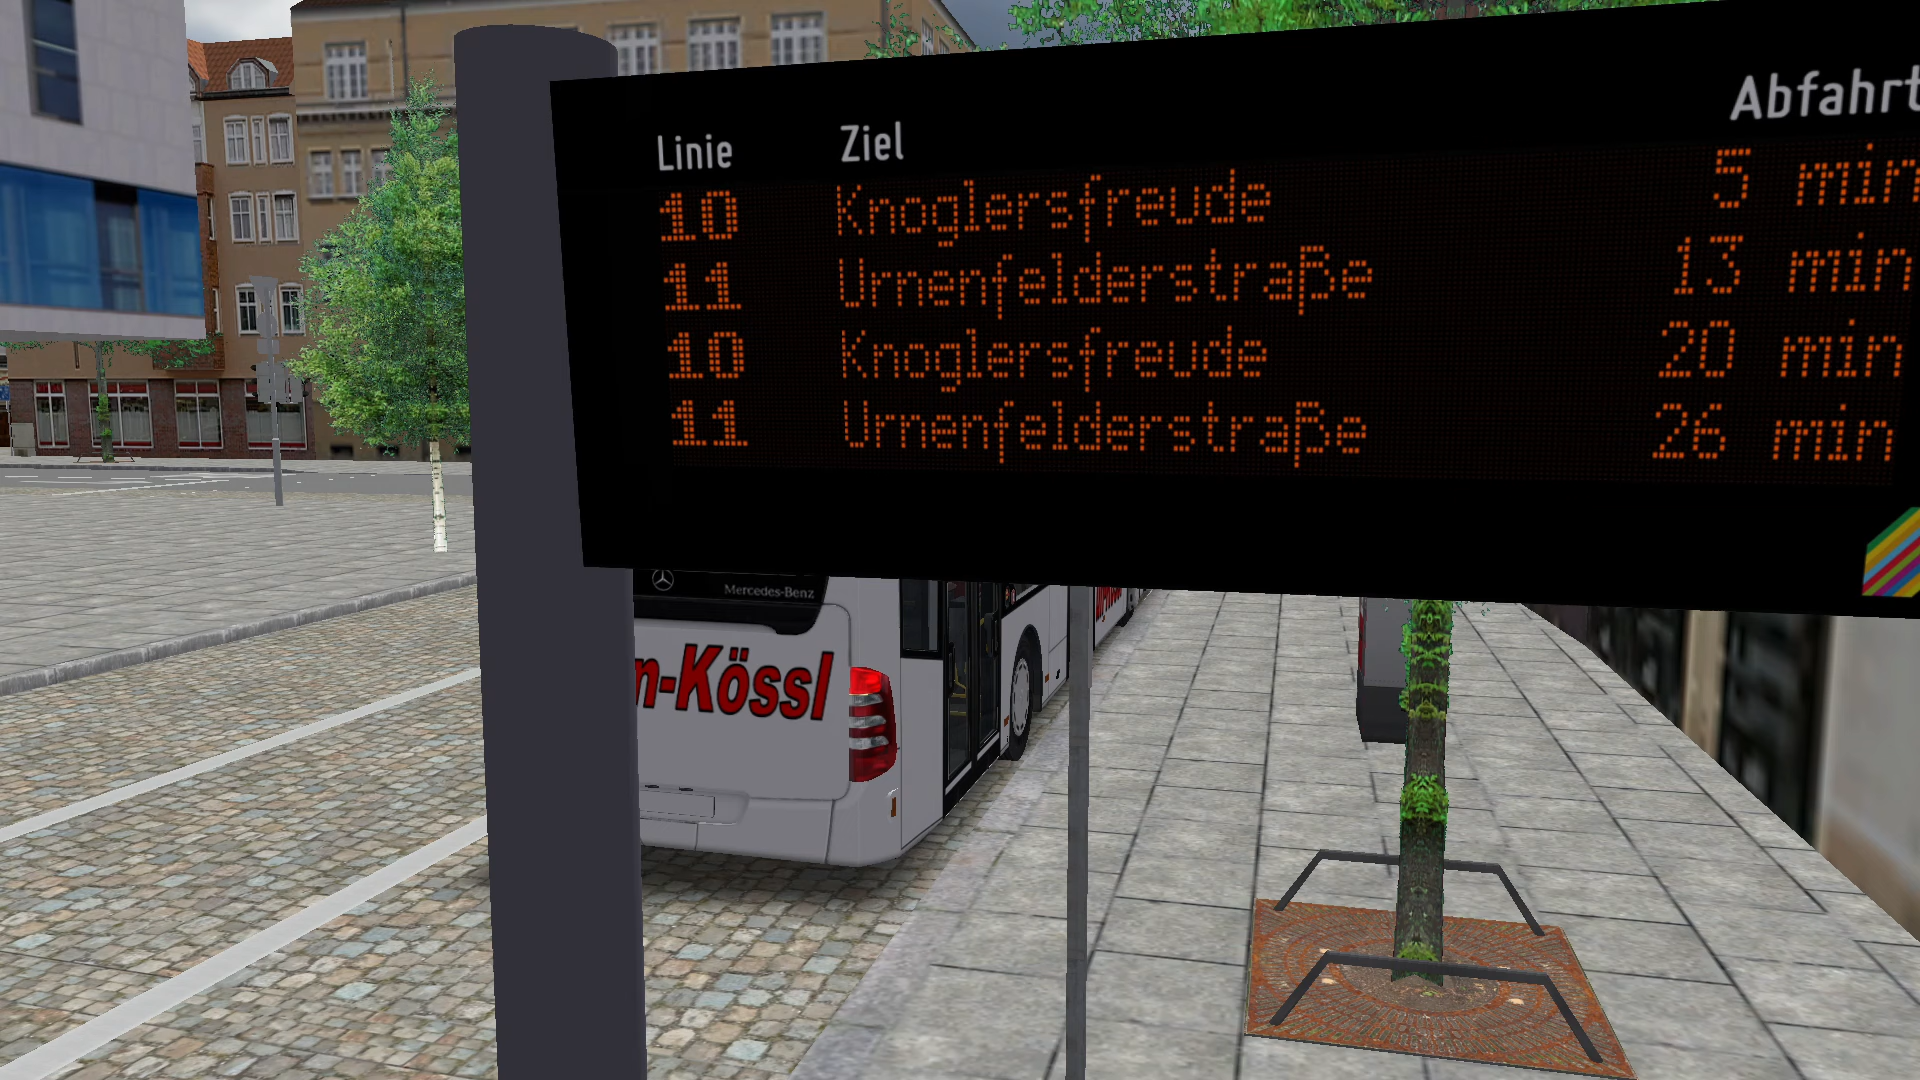 Linie Ziel Abfahrt
10 Knoglersfreude 5 min
11 Urnenfelderstraße 13 min
10 Knoglersfreude 20 min
11 Urnenfelderstraße 26 min
Mercedes-Benz
n-Kössl